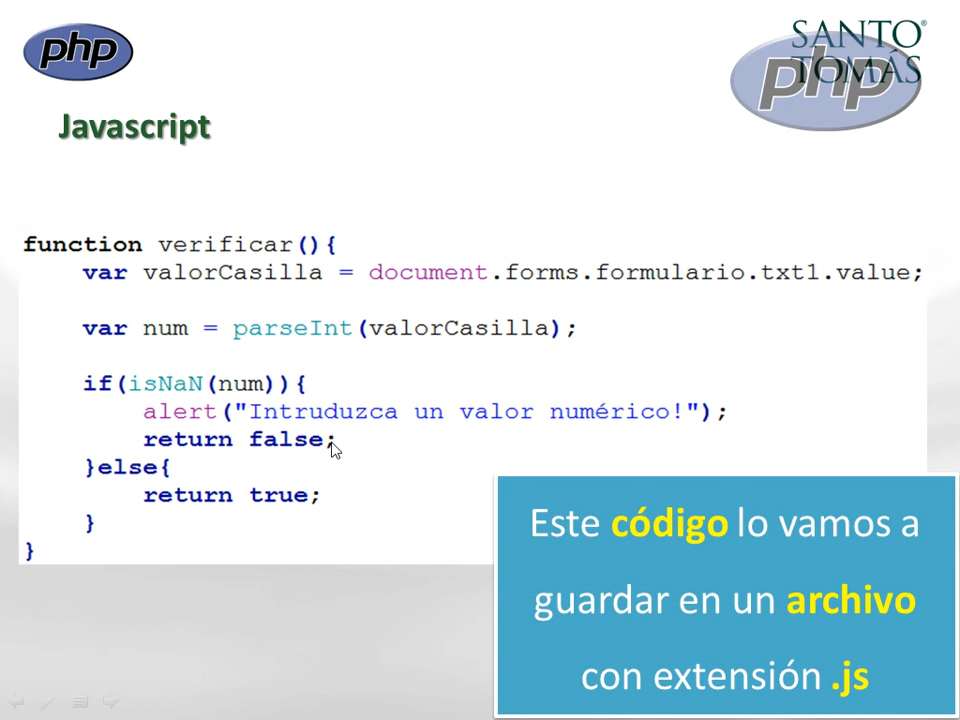 php
SANTO
TOMÁS
php
Javascript
function verificar(){
var valorCasilla = document.forms.formulario.txt1.value;
var num = parseInt(valorCasilla);
if(isNaN(num)){
alert("Intruduzca un valor numérico!");
return false;
}else{
return true;
}
}
Este código lo vamos a
guardar en un archivo
con extensión .js